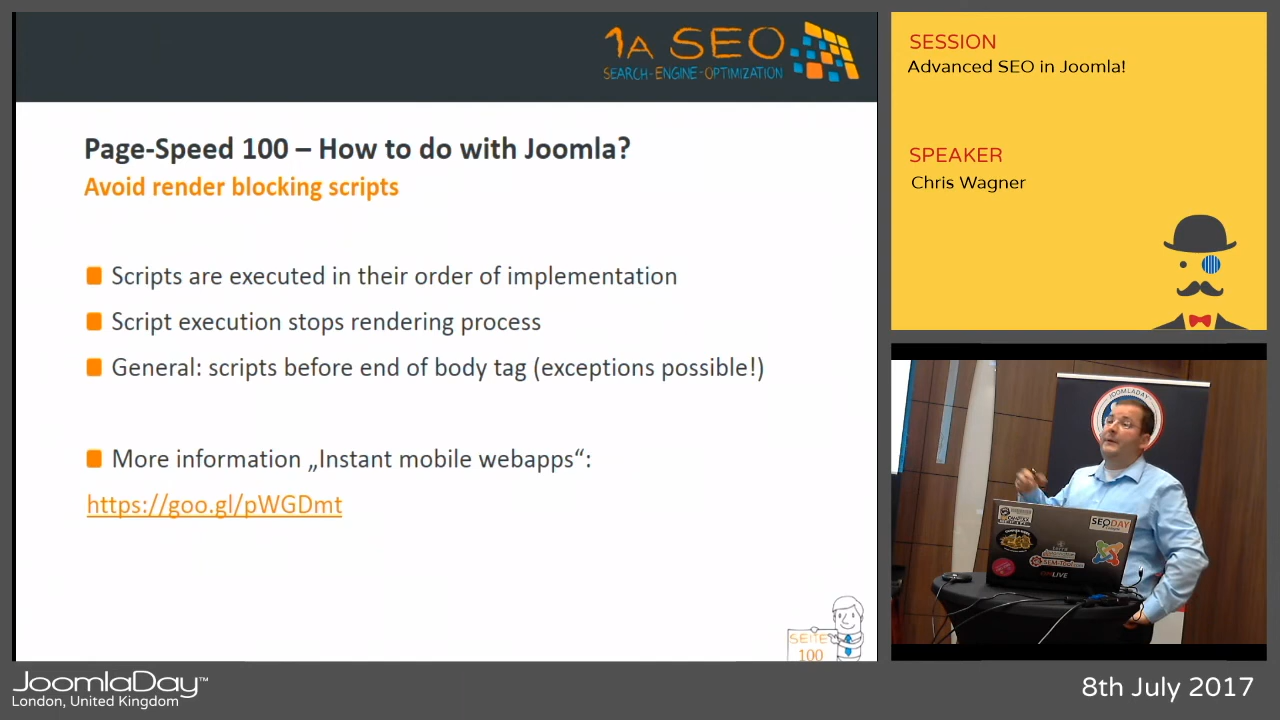 1A SEO
SEARCH-ENGINE-OPTIMIZATION
Page-Speed 100 – How to do with Joomla?
Avoid render blocking scripts
Scripts are executed in their order of implementation
Script execution stops rendering process
General: scripts before end of body tag (exceptions possible!)
More information „Instant mobile webapps“:
https://goo.gl/pWGDmt
SEITE
100
SESSION
Advanced SEO in Joomla!
SPEAKER
Chris Wagner
JOOMLADAY
SEODAY
JoomlaDay™
London, United Kingdom
8th July 2017